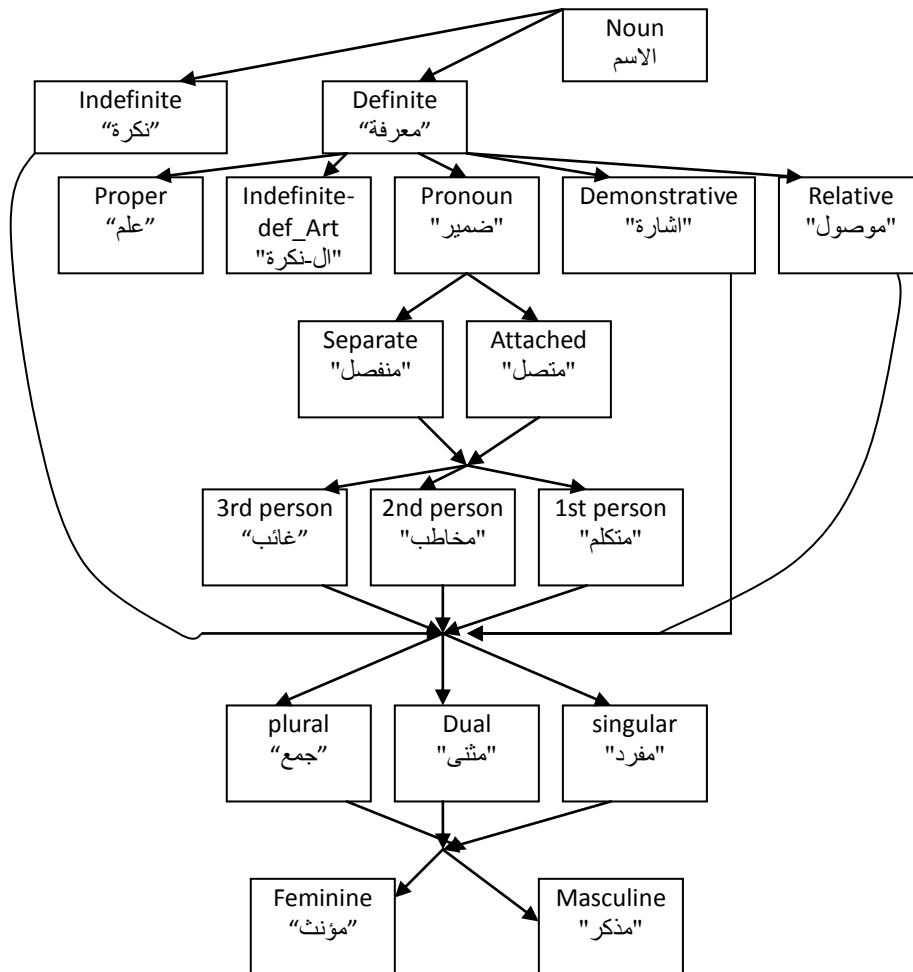 Noun
الاسم
Indefinite
“نكرة”
Definite
“معرفة”
Proper
“علم”
Indefinite-
def_Art
"ال-نكرة"
Pronoun
"ضمير"
Demonstrative
"اشارة"
Relative
"موصول"
Separate
"منفصل"
Attached
"متصل"
3rd person
“غائب”
2nd person
"مخاطب"
1st person
"متكلم"
plural
“جمع”
Dual
"مثنى"
singular
"مفرد"
Feminine
“مؤنث”
Masculine
"مذكر"